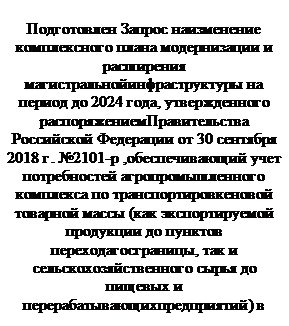 Подготовлен Запрос наизменение
комплексного плана модернизации и
расширения
магистральнойинфраструктуры на
период до 2024 года, утвержденного
распоряжениемПравительства
Российской Федерации от 30 сентября
2018 г. №2101-р ,обеспечивающий учет
потребностей агропромышленного
комплекса по транспортировкеновой
товарной массы (как экспортируемой
продукции до пунктов
переходагосграницы, так и
сельскохозяйственного сырья до
пищевых и
перерабатывающихпредприятий) в